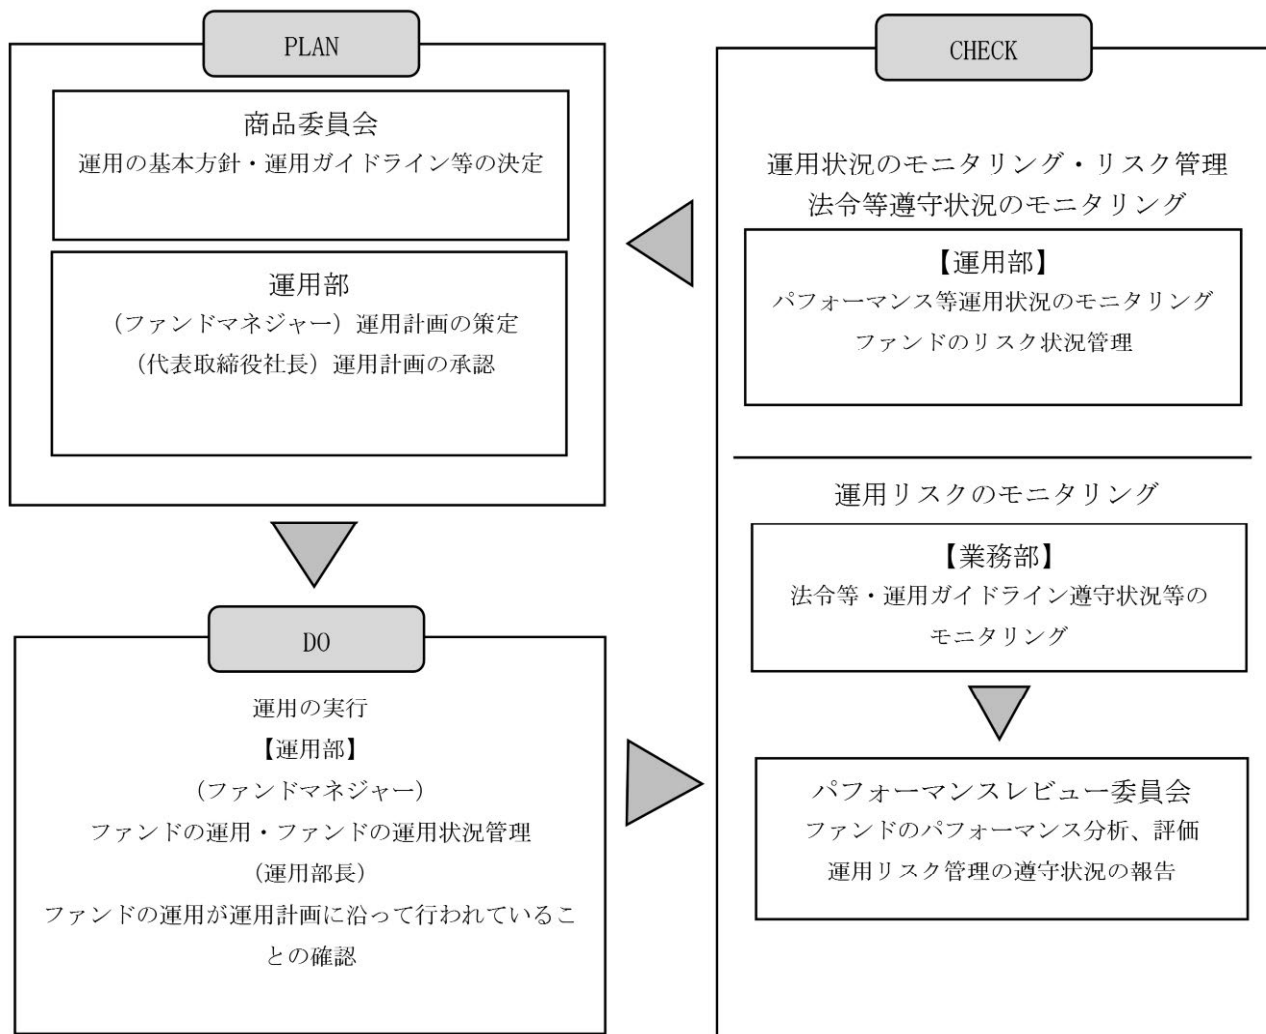 PLAN
商品委員会
運用の基本方針・運用ガイドライン等の決定
運用部
（ファンドマネジャー）運用計画の策定
（代表取締役社長）運用計画の承認
DO
運用の実行
【運用部】
（ファンドマネジャー）
ファンドの運用・ファンドの運用状況管理
（運用部長）
ファンドの運用が運用計画に沿って行われているこ
との確認
CHECK
運用状況のモニタリング・リスク管理
法令等遵守状況のモニタリング
【運用部】
パフォーマンス等運用状況のモニタリング
ファンドのリスク状況管理
運用リスクのモニタリング
【業務部】
法令等・運用ガイドライン遵守状況等の
モニタリング
パフォーマンスレビュー委員会
ファンドのパフォーマンス分析、評価
運用リスク管理の遵守状況の報告